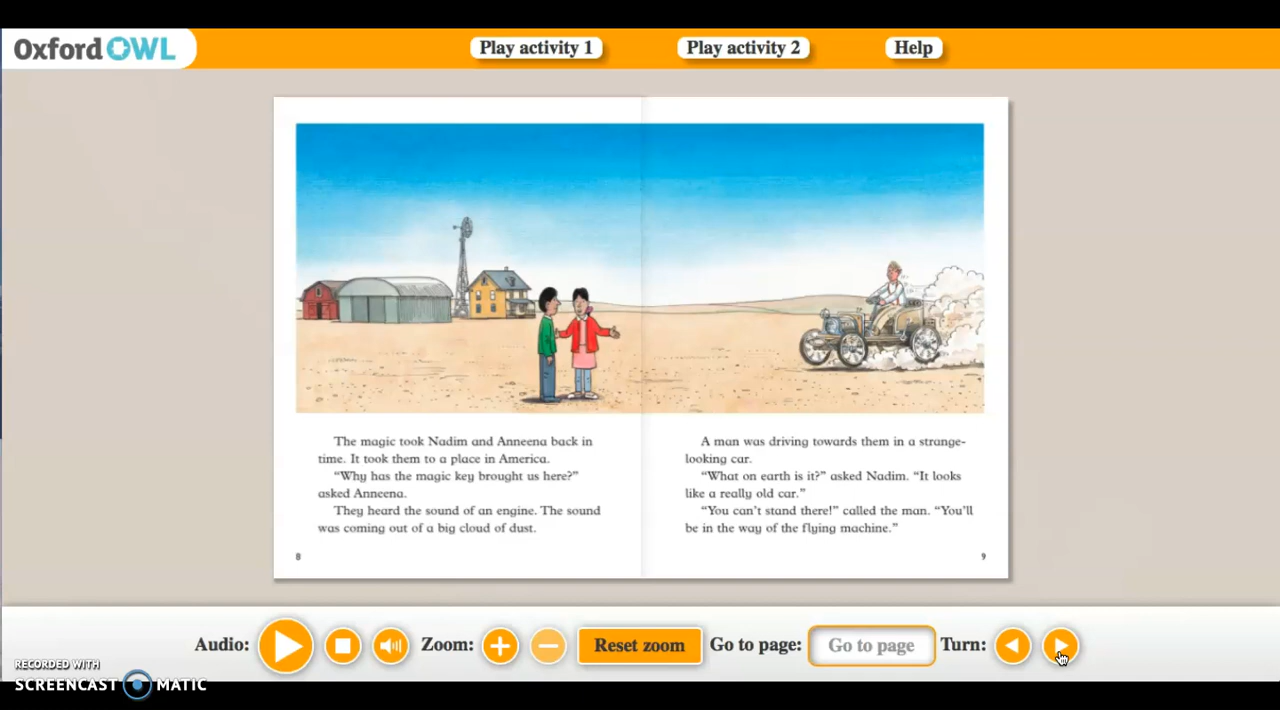 Oxford OWL
Play activity 1
Play activity 2
Help
The magic took Nadim and Anneena back in
time. It took them to a place in America.
“Why has the magic key brought us here?”
asked Anneena.
They heard the sound of an engine. The sound
was coming out of a big cloud of dust.
8
A man was driving towards them in a strange-
looking car.
“What on earth is it?” asked Nadim. “It looks
like a really old car.”
“You can’t stand there!” called the man. “You’ll
be in the way of the flying machine.”
9
Audio:
Zoom:
Reset zoom
Go to page:
Go to page
Turn:
RECORDED WITH
SCREENCAST MATIC